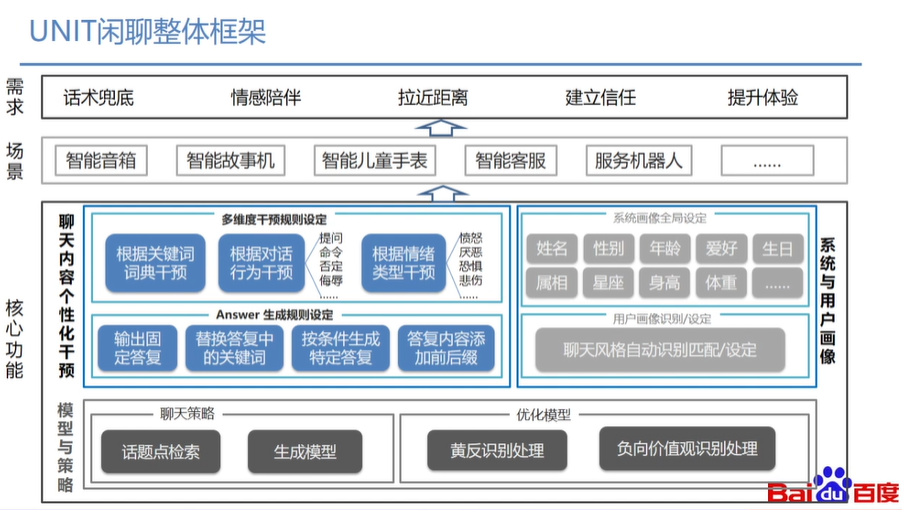 UNIT闲聊整体框架
需求
话术兜底 情感陪伴 拉近距离 建立信任 提升体验
场景
智能音箱 智能故事机 智能儿童手表 智能客服 服务机器人 ......
核心功能
聊天内容个性化干预
多维度干预规则设定
根据关键词
词典干预
根据对话
行为干预
提问
命令
否定
侮辱
......
根据情绪
类型干预
愤怒
厌恶
恐惧
悲伤
......
Answer 生成规则设定
输出固
定答复
替换答复中
的关键词
按条件生成
特定答复
答复内容添
加前后缀
系统画像全局设定
姓名 性别 年龄 爱好 生日
属相 星座 身高 体重 ......
用户画像识别/设定
聊天风格自动识别匹配/设定
系统与用户画像
模型与策略
聊天策略
话题点检索 生成模型
优化模型
黄反识别处理 负向价值观识别处理
Bai du 百度